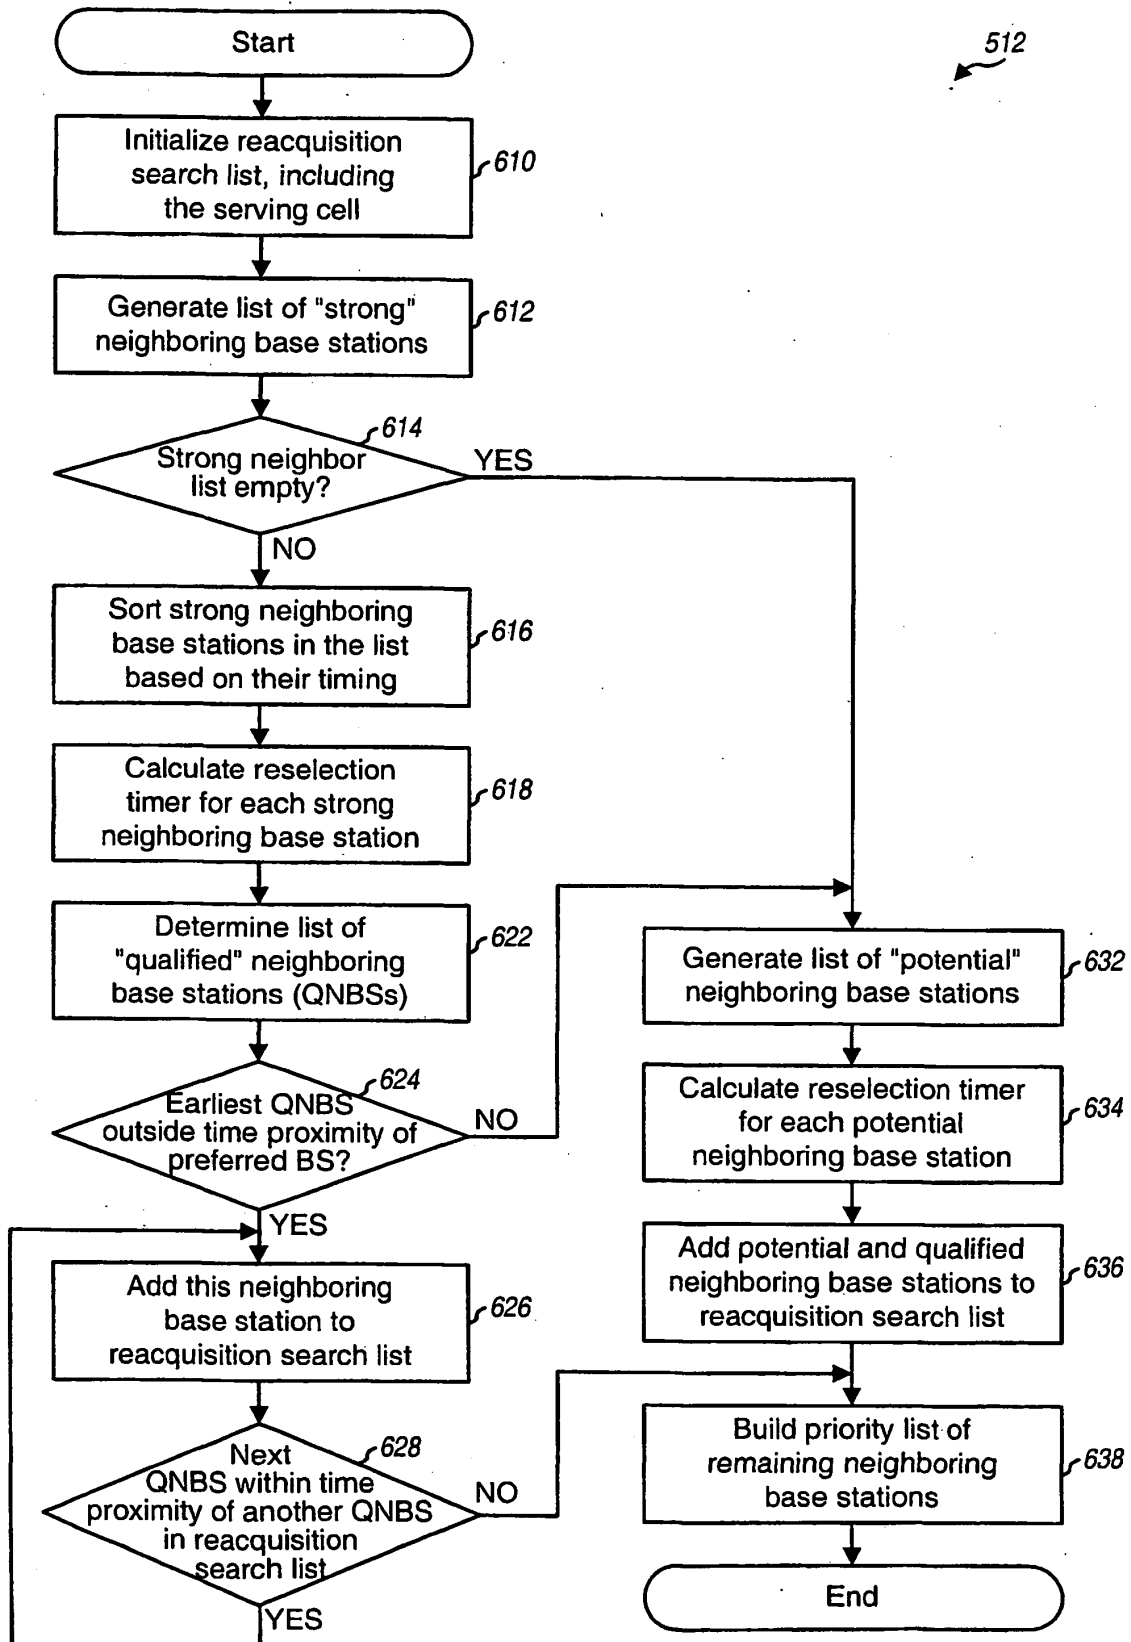 Start
512
Initialize reacquisition
search list, including
the serving cell
610
Generate list of "strong"
neighboring base stations
612
614
Strong neighbor
list empty?
YES
NO
Sort strong neighboring
base stations in the list
based on their timing
616
Calculate reselection
timer for each strong
neighboring base station
618
Determine list of
"qualified" neighboring
base stations (QNBSs)
622
624
Earliest QNBS
outside time proximity of
preferred BS?
NO
YES
Add this neighboring
base station to
reacquisition search list
626
628
Next
QNBS within time
proximity of another QNBS
in reacquisition
search list
NO
YES
Generate list of "potential"
neighboring base stations
632
Calculate reselection timer
for each potential
neighboring base station
634
Add potential and qualified
neighboring base stations to
reacquisition search list
636
Build priority list of
remaining neighboring
base stations
638
End